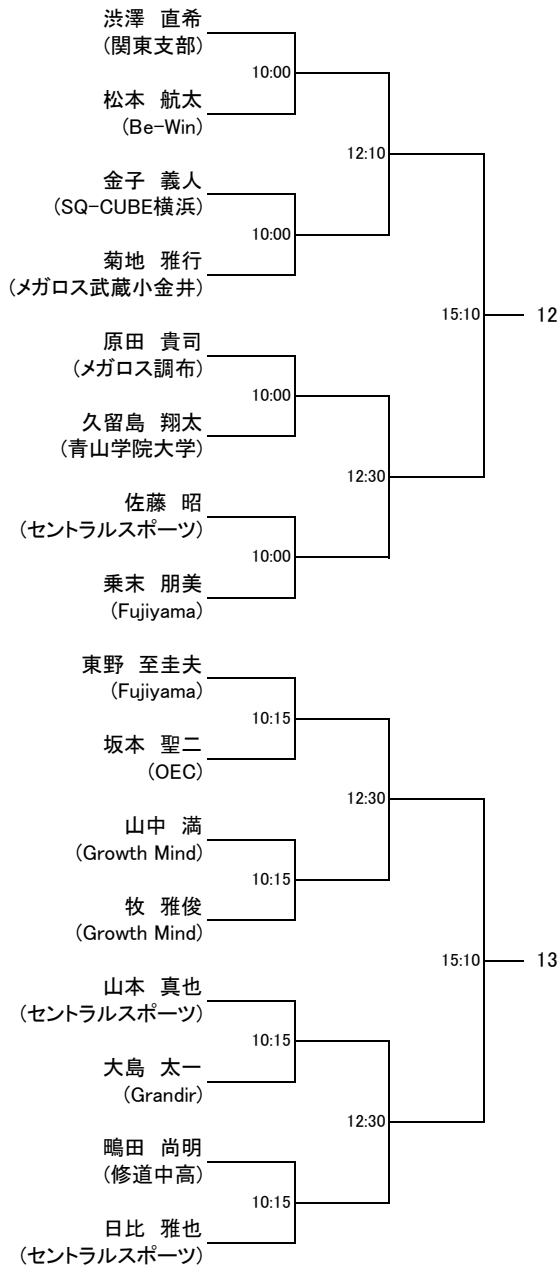 渋澤　直希
(関東支部)
10:00
松本　航太
(Be-Win)
12:10
金子　義人
(SQ-CUBE横浜)
10:00
菊地　雅行
(メガロス武蔵小金井)
15:10
12
原田　貴司
(メガロス調布)
10:00
久留島　翔太
(青山学院大学)
12:30
佐藤　昭
(セントラルスポーツ)
10:00
乗末　朋美
(Fujiyama)
東野　至圭夫
(Fujiyama)
10:15
坂本　聖二
(OEC)
12:30
山中　満
(Growth Mind)
10:15
牧　雅俊
(Growth Mind)
15:10
13
山本　真也
(セントラルスポーツ)
10:15
大島　太一
(Grandir)
12:30
鴫田　尚明
(修道中高)
10:15
日比　雅也
(セントラルスポーツ)